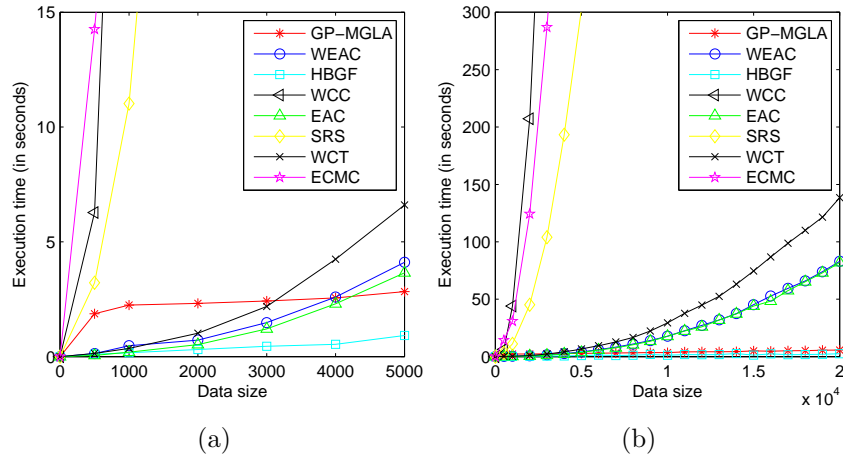 15
10
5
0
0
1000
2000
3000
4000
5000
Execution time (in seconds)
Data size
GP−MGLA
WEAC
HBGF
WCC
EAC
SRS
WCT
ECMC
(a)
300
250
200
150
100
50
0
0
0.5
1
1.5
2
x 10⁴
Execution time (in seconds)
Data size
GP−MGLA
WEAC
HBGF
WCC
EAC
SRS
WCT
ECMC
(b)